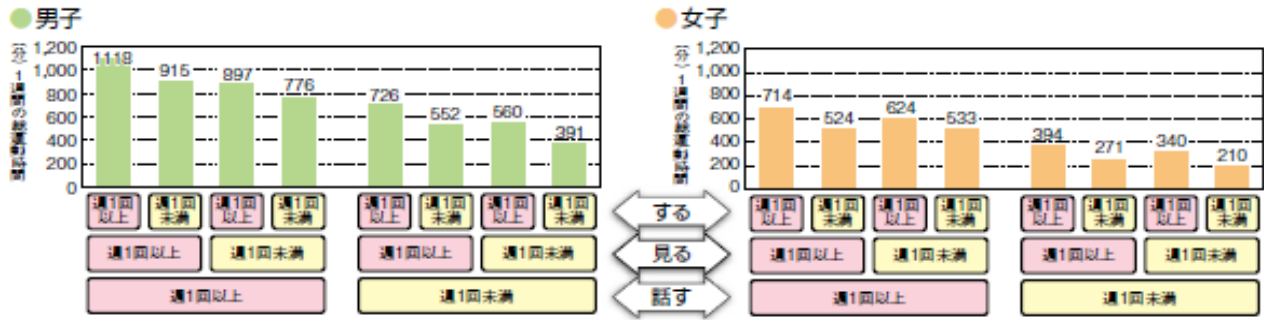 ●男子
(分)1週間の総運動時間
1,200
1,000
800
600
400
200
0
1118
915
897
776
726
552
560
391
週1回以上
週1回未満
週1回以上
週1回未満
週1回以上
週1回未満
週1回以上
週1回未満
週1回以上
週1回未満
週1回以上
週1回未満
週1回以上
週1回未満
する
見る
話す
●女子
(分)1週間の総運動時間
1,200
1,000
800
600
400
200
0
714
524
624
533
394
271
340
210
週1回以上
週1回未満
週1回以上
週1回未満
週1回以上
週1回未満
週1回以上
週1回未満
週1回以上
週1回未満
週1回以上
週1回未満
週1回以上
週1回未満